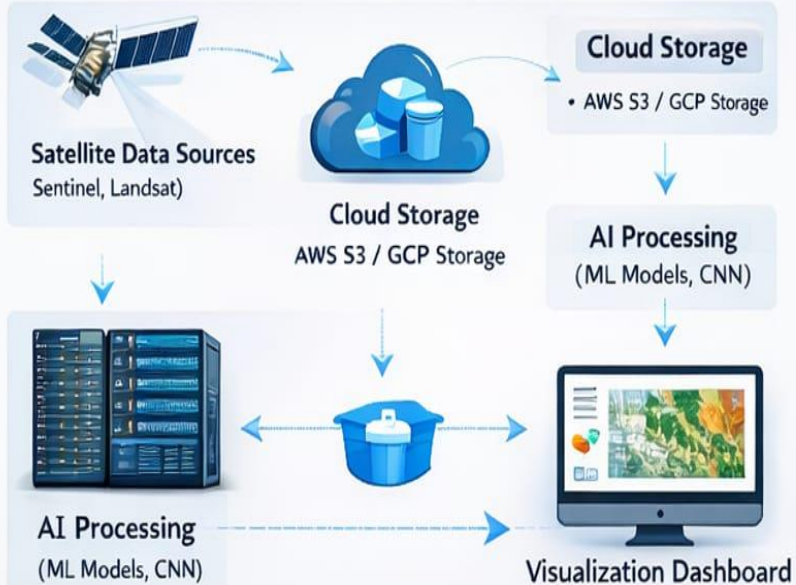 Satellite Data Sources
Sentinel, Landsat)
Cloud Storage
AWS S3 / GCP Storage
Cloud Storage
• AWS S3 / GCP Storage
AI Processing
(ML Models, CNN)
AI Processing
(ML Models, CNN)
Visualization Dashboard